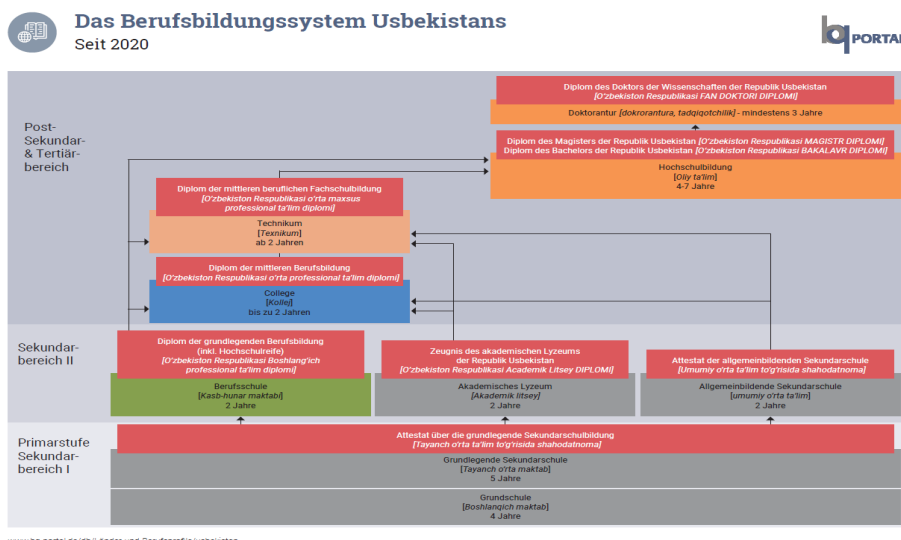 Das Berufsbildungssystem Usbekistans
Seit 2020
bq PORTAL
Diplom des Doktors der Wissenschaften der Republik Usbekistan
[O'zbekiston Respublikasi FAN DOKTORI DIPLOMI]
Doktorantur [dokrorantura, tadqiqotchilik] - mindestens 3 Jahre
Post-
Sekundar-
& Tertiär-
bereich
Diplom des Magisters der Republik Usbekistan [O'zbekiston Respublikasi MAGISTR DIPLOMI]
Diplom des Bachelors der Republik Usbekistan [O'zbekiston Respublikasi BAKALAVR DIPLOMI]
Hochschulbildung
[Oliy ta'lim]
4-7 Jahre
Diplom der mittleren beruflichen Fachschulbildung
[O'zbekiston Respublikasi o'rta maxsus
professional ta'lim diplomi]
Technikum
[Texnikum]
ab 2 Jahren
Diplom der mittleren Berufsbildung
[O'zbekiston Respublikasi o'rta professional ta'lim diplomi]
College
[Kollej]
bis zu 2 Jahren
Sekundar-
bereich II
Diplom der grundlegenden Berufsbildung
(inkl. Hochschulreife)
[O'zbekiston Respublikasi Boshlang'ich
professional ta'lim diplomi]
Berufsschule
[Kasb-hunar maktabi]
2 Jahre
Zeugnis des akademischen Lyzeums
der Republik Usbekistan
[O'zbekiston Respublikasi Academik Litsey DIPLOMI]
Akademisches Lyzeum
[Akademik litsey]
2 Jahre
Attestat der allgemeinbildenden Sekundarschule
[Umumiy o'rta ta'lim to'g'risida shahodatnoma]
Allgemeinbildende Sekundarschule
[umumiy o'rta ta'lim]
2 Jahre
Primarstufe
Sekundar-
bereich I
Attestat über die grundlegende Sekundarschulbildung
[Tayanch o'rta ta'lim to'g'risida shahodatnoma]
Grundlegende Sekundarschule
[Tayanch o'rta maktab]
5 Jahre
Grundschule
[Boshlanqich maktab]
4 Jahre